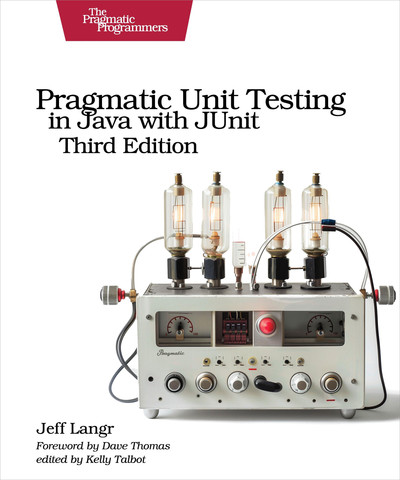 The
Pragmatic
Programmers
Pragmatic Unit Testing
in Java with JUnit
Third Edition
Pragmatic
Jeff Langr
Foreword by Dave Thomas
edited by Kelly Talbot